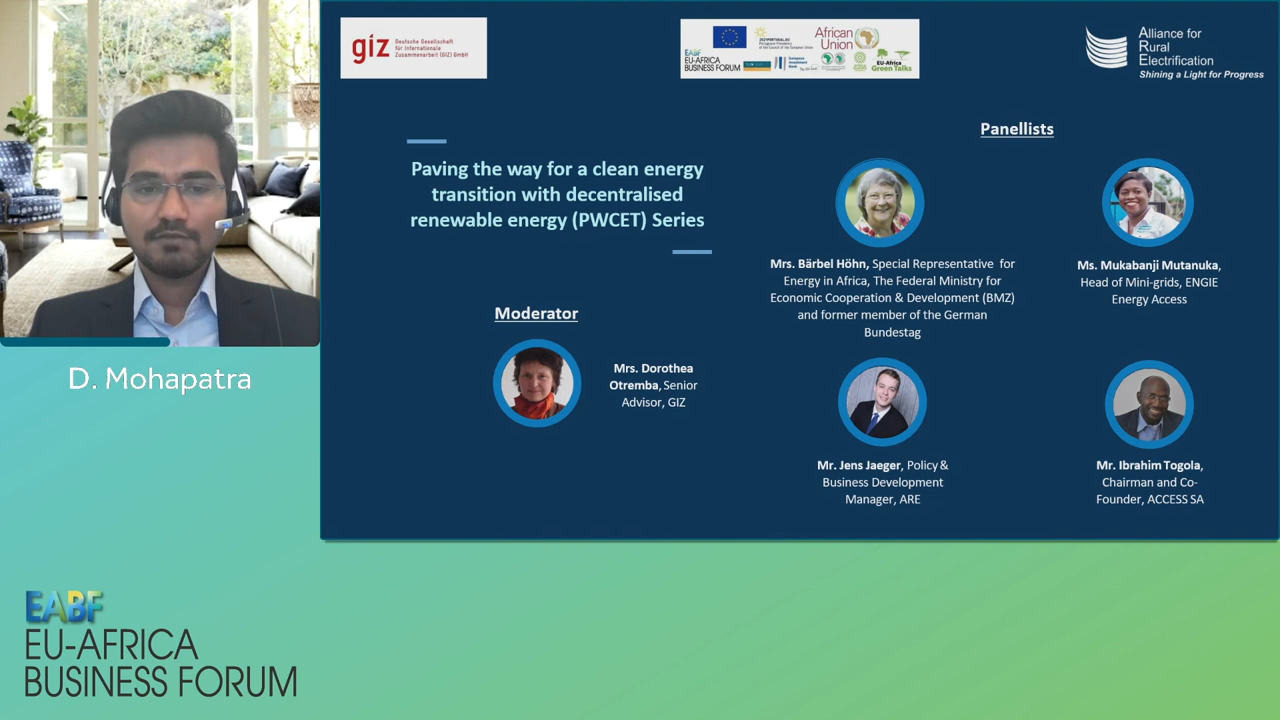 giz Deutsche Gesellschaft
für Internationale
Zusammenarbeit (GIZ) GmbH
EABF
EU-AFRICA
BUSINESS FORUM
African
Union
European
Investment
Bank
EU-Africa
Green Talks
Alliance for
Rural
Electrification
Shining a Light for Progress
Paving the way for a clean energy
transition with decentralised
renewable energy (PWCET) Series
Moderator
Mrs. Dorothea
Otremba, Senior
Advisor, GIZ
Panellists
Mrs. Bärbel Höhn, Special Representative for
Energy in Africa, The Federal Ministry for
Economic Cooperation & Development (BMZ)
and former member of the German
Bundestag
Ms. Mukabanji Mutanuka,
Head of Mini-grids, ENGIE
Energy Access
Mr. Jens Jaeger, Policy &
Business Development
Manager, ARE
Mr. Ibrahim Togola,
Chairman and Co-
Founder, ACCESS SA
D. Mohapatra
EABF
EU-AFRICA
BUSINESS FORUM